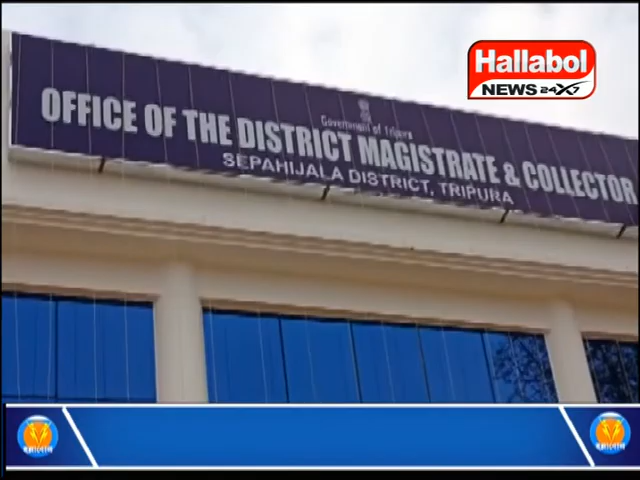 Hallabol
NEWS 24X7
Government of Tripura
OFFICE OF THE DISTRICT MAGISTRATE & COLLECTOR
SEPAHIJALA DISTRICT, TRIPURA